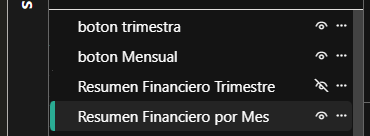 s
boton trimestra
boton Mensual
Resumen Financiero Trimestre
Resumen Financiero por Mes